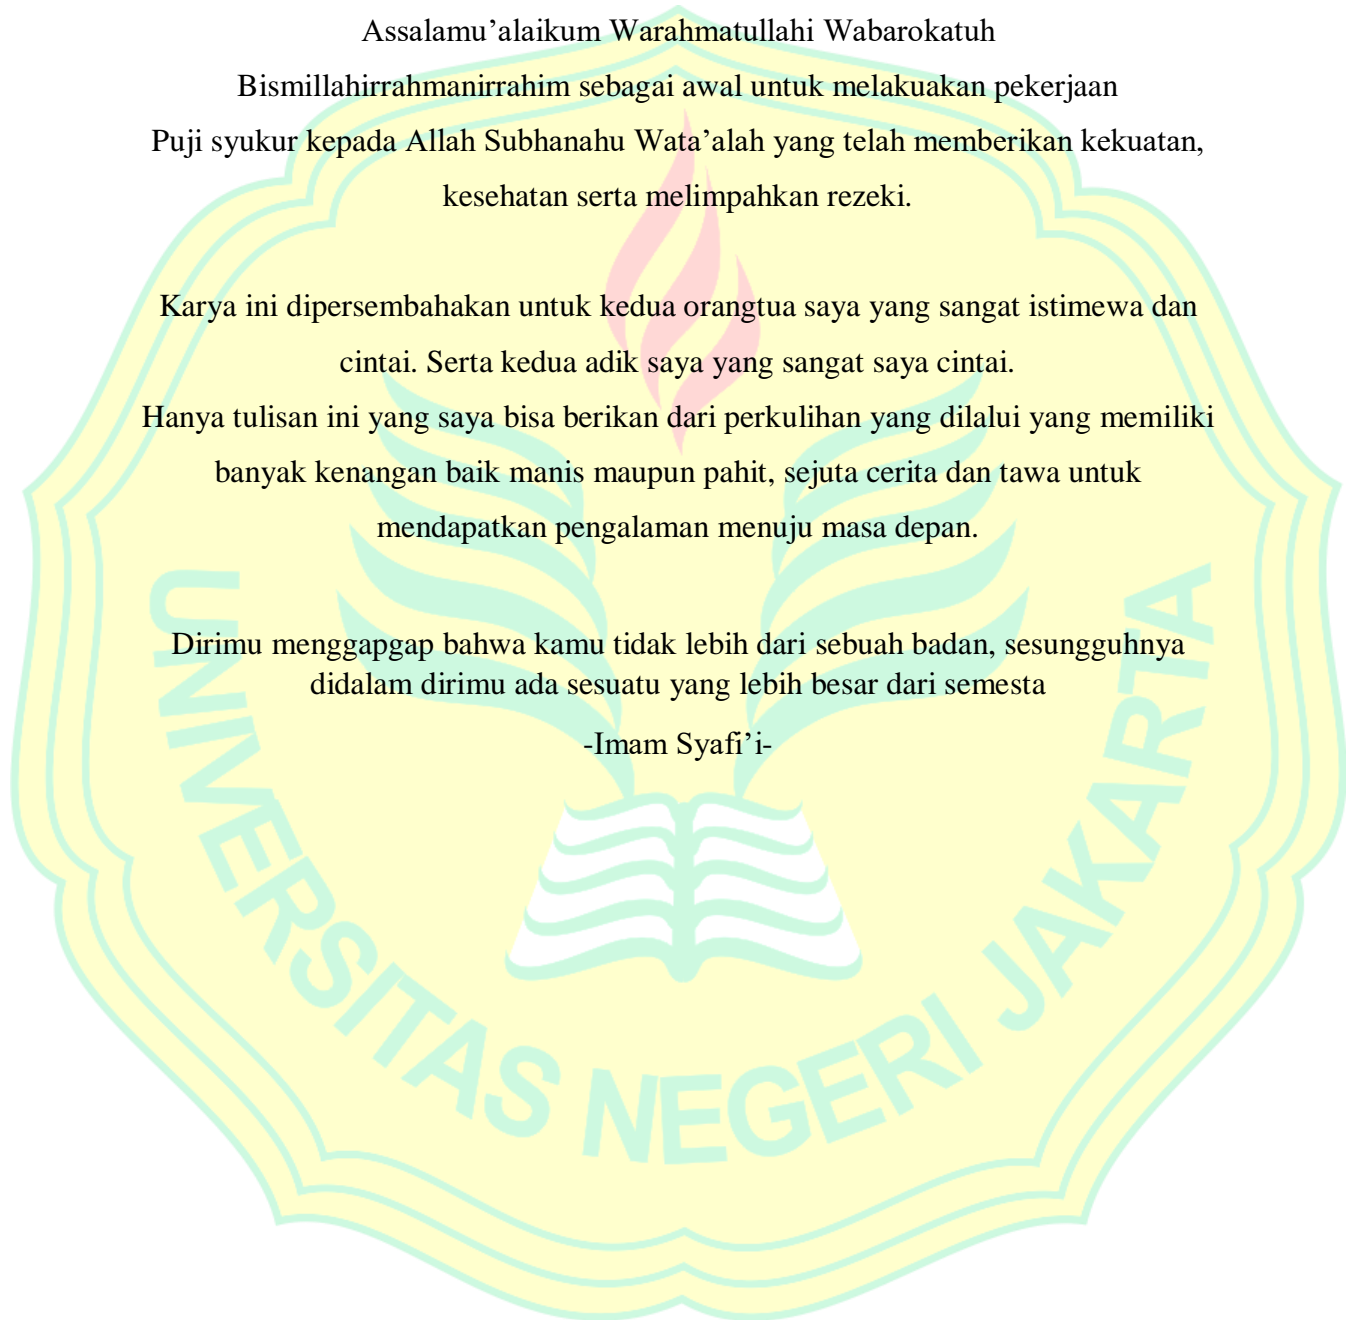 Assalamu’alaikum Warahmatullahi Wabarokatuh
Bismillahirrahmanirrahim sebagai awal untuk melakuakan pekerjaan
Puji syukur kepada Allah Subhanahu Wata’alah yang telah memberikan kekuatan,
kesehatan serta melimpahkan rezeki.
Karya ini dipersembahakan untuk kedua orangtua saya yang sangat istimewa dan
cintai. Serta kedua adik saya yang sangat saya cintai.
Hanya tulisan ini yang saya bisa berikan dari perkulihan yang dilalui yang memiliki
banyak kenangan baik manis maupun pahit, sejuta cerita dan tawa untuk
mendapatkan pengalaman menuju masa depan.
Dirimu menggapgap bahwa kamu tidak lebih dari sebuah badan, sesungguhnya
didalam dirimu ada sesuatu yang lebih besar dari semesta
-Imam Syafi’i-
UNIVERSITAS NEGERI JAKARTA